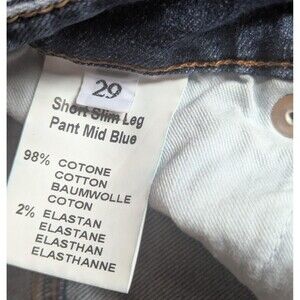 29
Short Slim Leg
Pant Mid Blue
98% COTONE
COTTON
BAUMWOLLE
COTON
2% ELASTAN
ELASTANE
ELASTHAN
ELASTHANNE